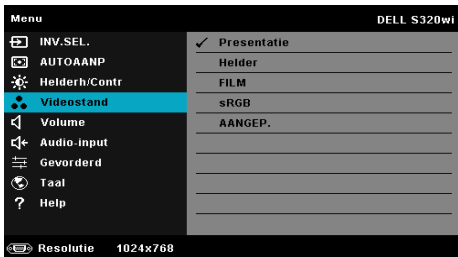 Menu DELL S320wi
INV.SEL. ✓ Presentatie
AUTOAANP Helder
Helderh/Contr FILM
Videostand sRGB
Volume AANGEP.
Audio-input
Gevorderd
Taal
? Help
Resolutie 1024x768